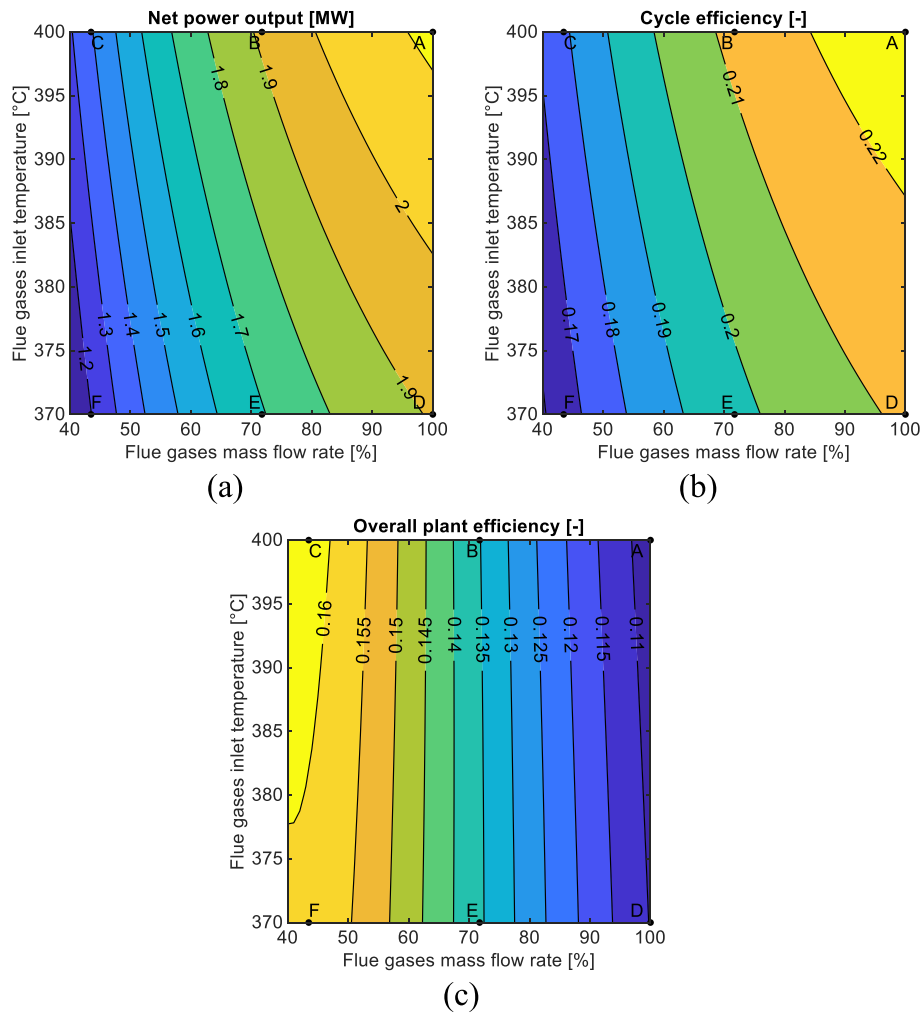 Net power output [MW]
Flue gases inlet temperature [°C]
400
395
390
385
380
375
370
C
B
A
1.8
1.9
2
1.2
1.3
1.4
1.5
1.6
1.7
1.9
F
E
D
40
50
60
70
80
90
100
Flue gases mass flow rate [%]
(a)
Cycle efficiency [-]
Flue gases inlet temperature [°C]
400
395
390
385
380
375
370
C
B
A
0.21
0.22
0.17
0.18
0.19
0.2
F
E
D
40
50
60
70
80
90
100
Flue gases mass flow rate [%]
(b)
Overall plant efficiency [-]
Flue gases inlet temperature [°C]
400
395
390
385
380
375
370
C
B
A
0.16
0.155
0.15
0.145
0.14
0.135
0.13
0.125
0.12
0.115
0.11
F
E
D
40
50
60
70
80
90
100
Flue gases mass flow rate [%]
(c)